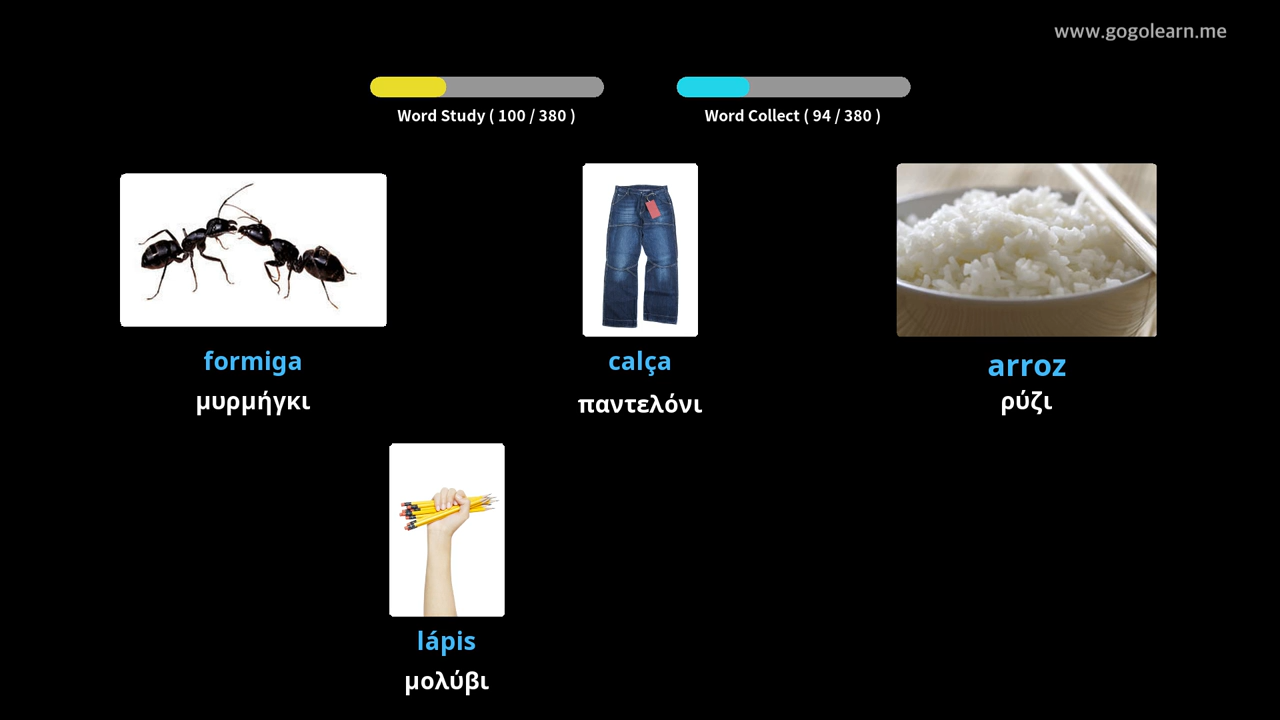 www.gogolearn.me
Word Study ( 100 / 380 )
Word Collect ( 94 / 380 )
formiga
μυρμήγκι
calça
παντελόνι
arroz
ρύζι
lápis
μολύβι